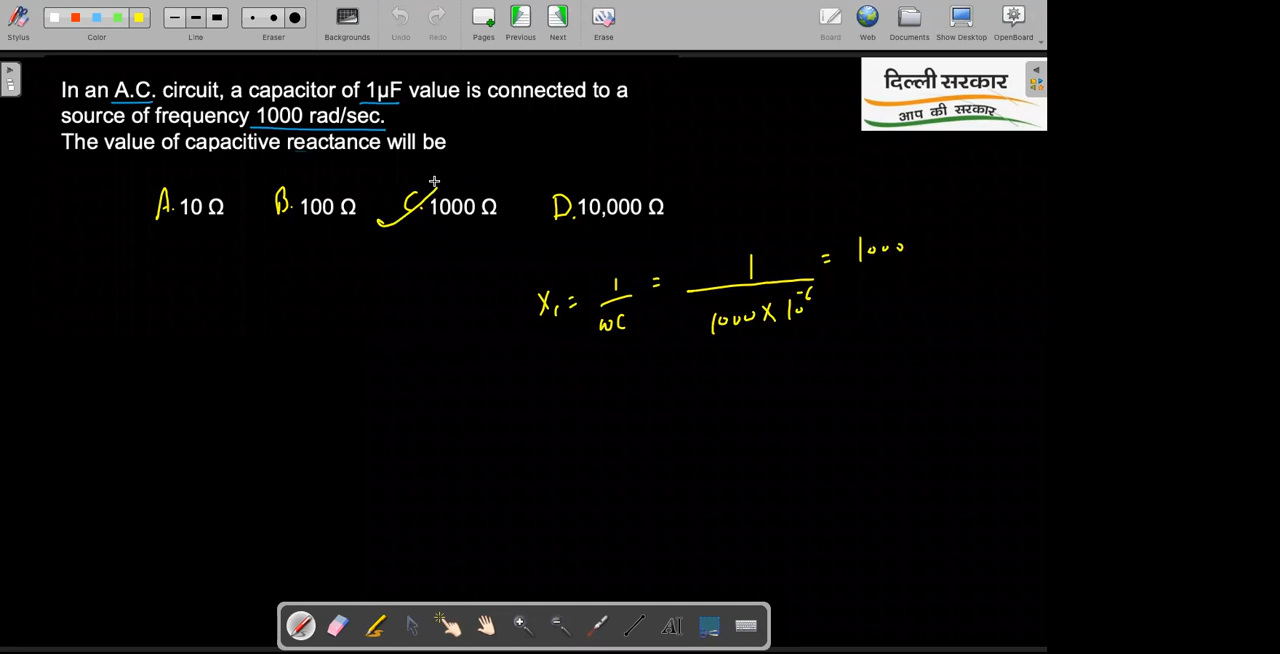 Stylus Color Line Eraser Backgrounds Undo Redo Pages Previous Next Erase Board Web Documents Show Desktop OpenBoard
In an A.C. circuit, a capacitor of 1µF value is connected to a
source of frequency 1000 rad/sec.
The value of capacitive reactance will be
दिल्ली सरकार
आप की सरकार
A. 10 Ω B. 100 Ω C. 1000 Ω D. 10,000 Ω
X꜀ = 1/ωC = 1/(1000 × 10⁻⁶) = 1000
AI